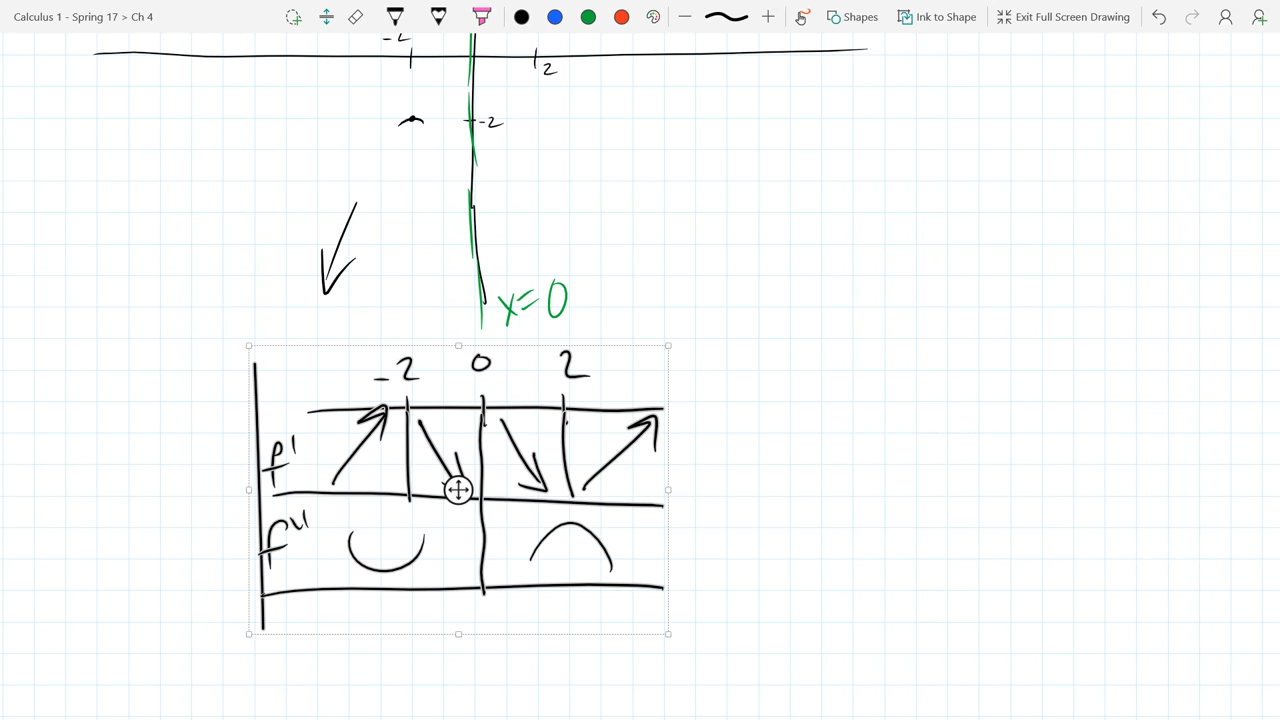 Calculus 1 - Spring 17 > Ch 4
Shapes
Ink to Shape
Exit Full Screen Drawing
-2
2
-2
x=0
-2 0 2
f'
f''